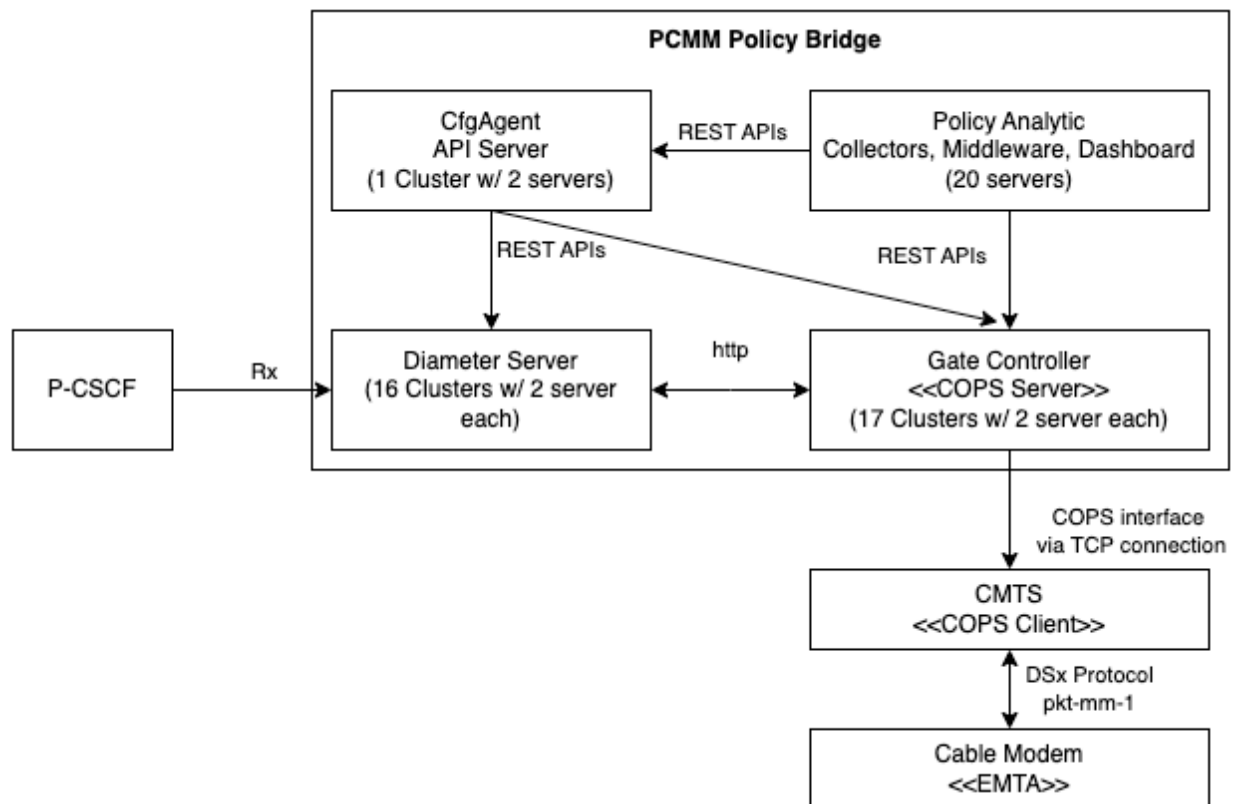 PCMM Policy Bridge
CfgAgent
API Server
(1 Cluster w/ 2 servers)
REST APIs
Policy Analytic
Collectors, Middleware, Dashboard
(20 servers)
REST APIs
REST APIs
P-CSCF
Rx
Diameter Server
(16 Clusters w/ 2 server
each)
http
Gate Controller
<<COPS Server>>
(17 Clusters w/ 2 server each)
COPS interface
via TCP connection
CMTS
<<COPS Client>>
DSx Protocol
pkt-mm-1
Cable Modem
<<EMTA>>